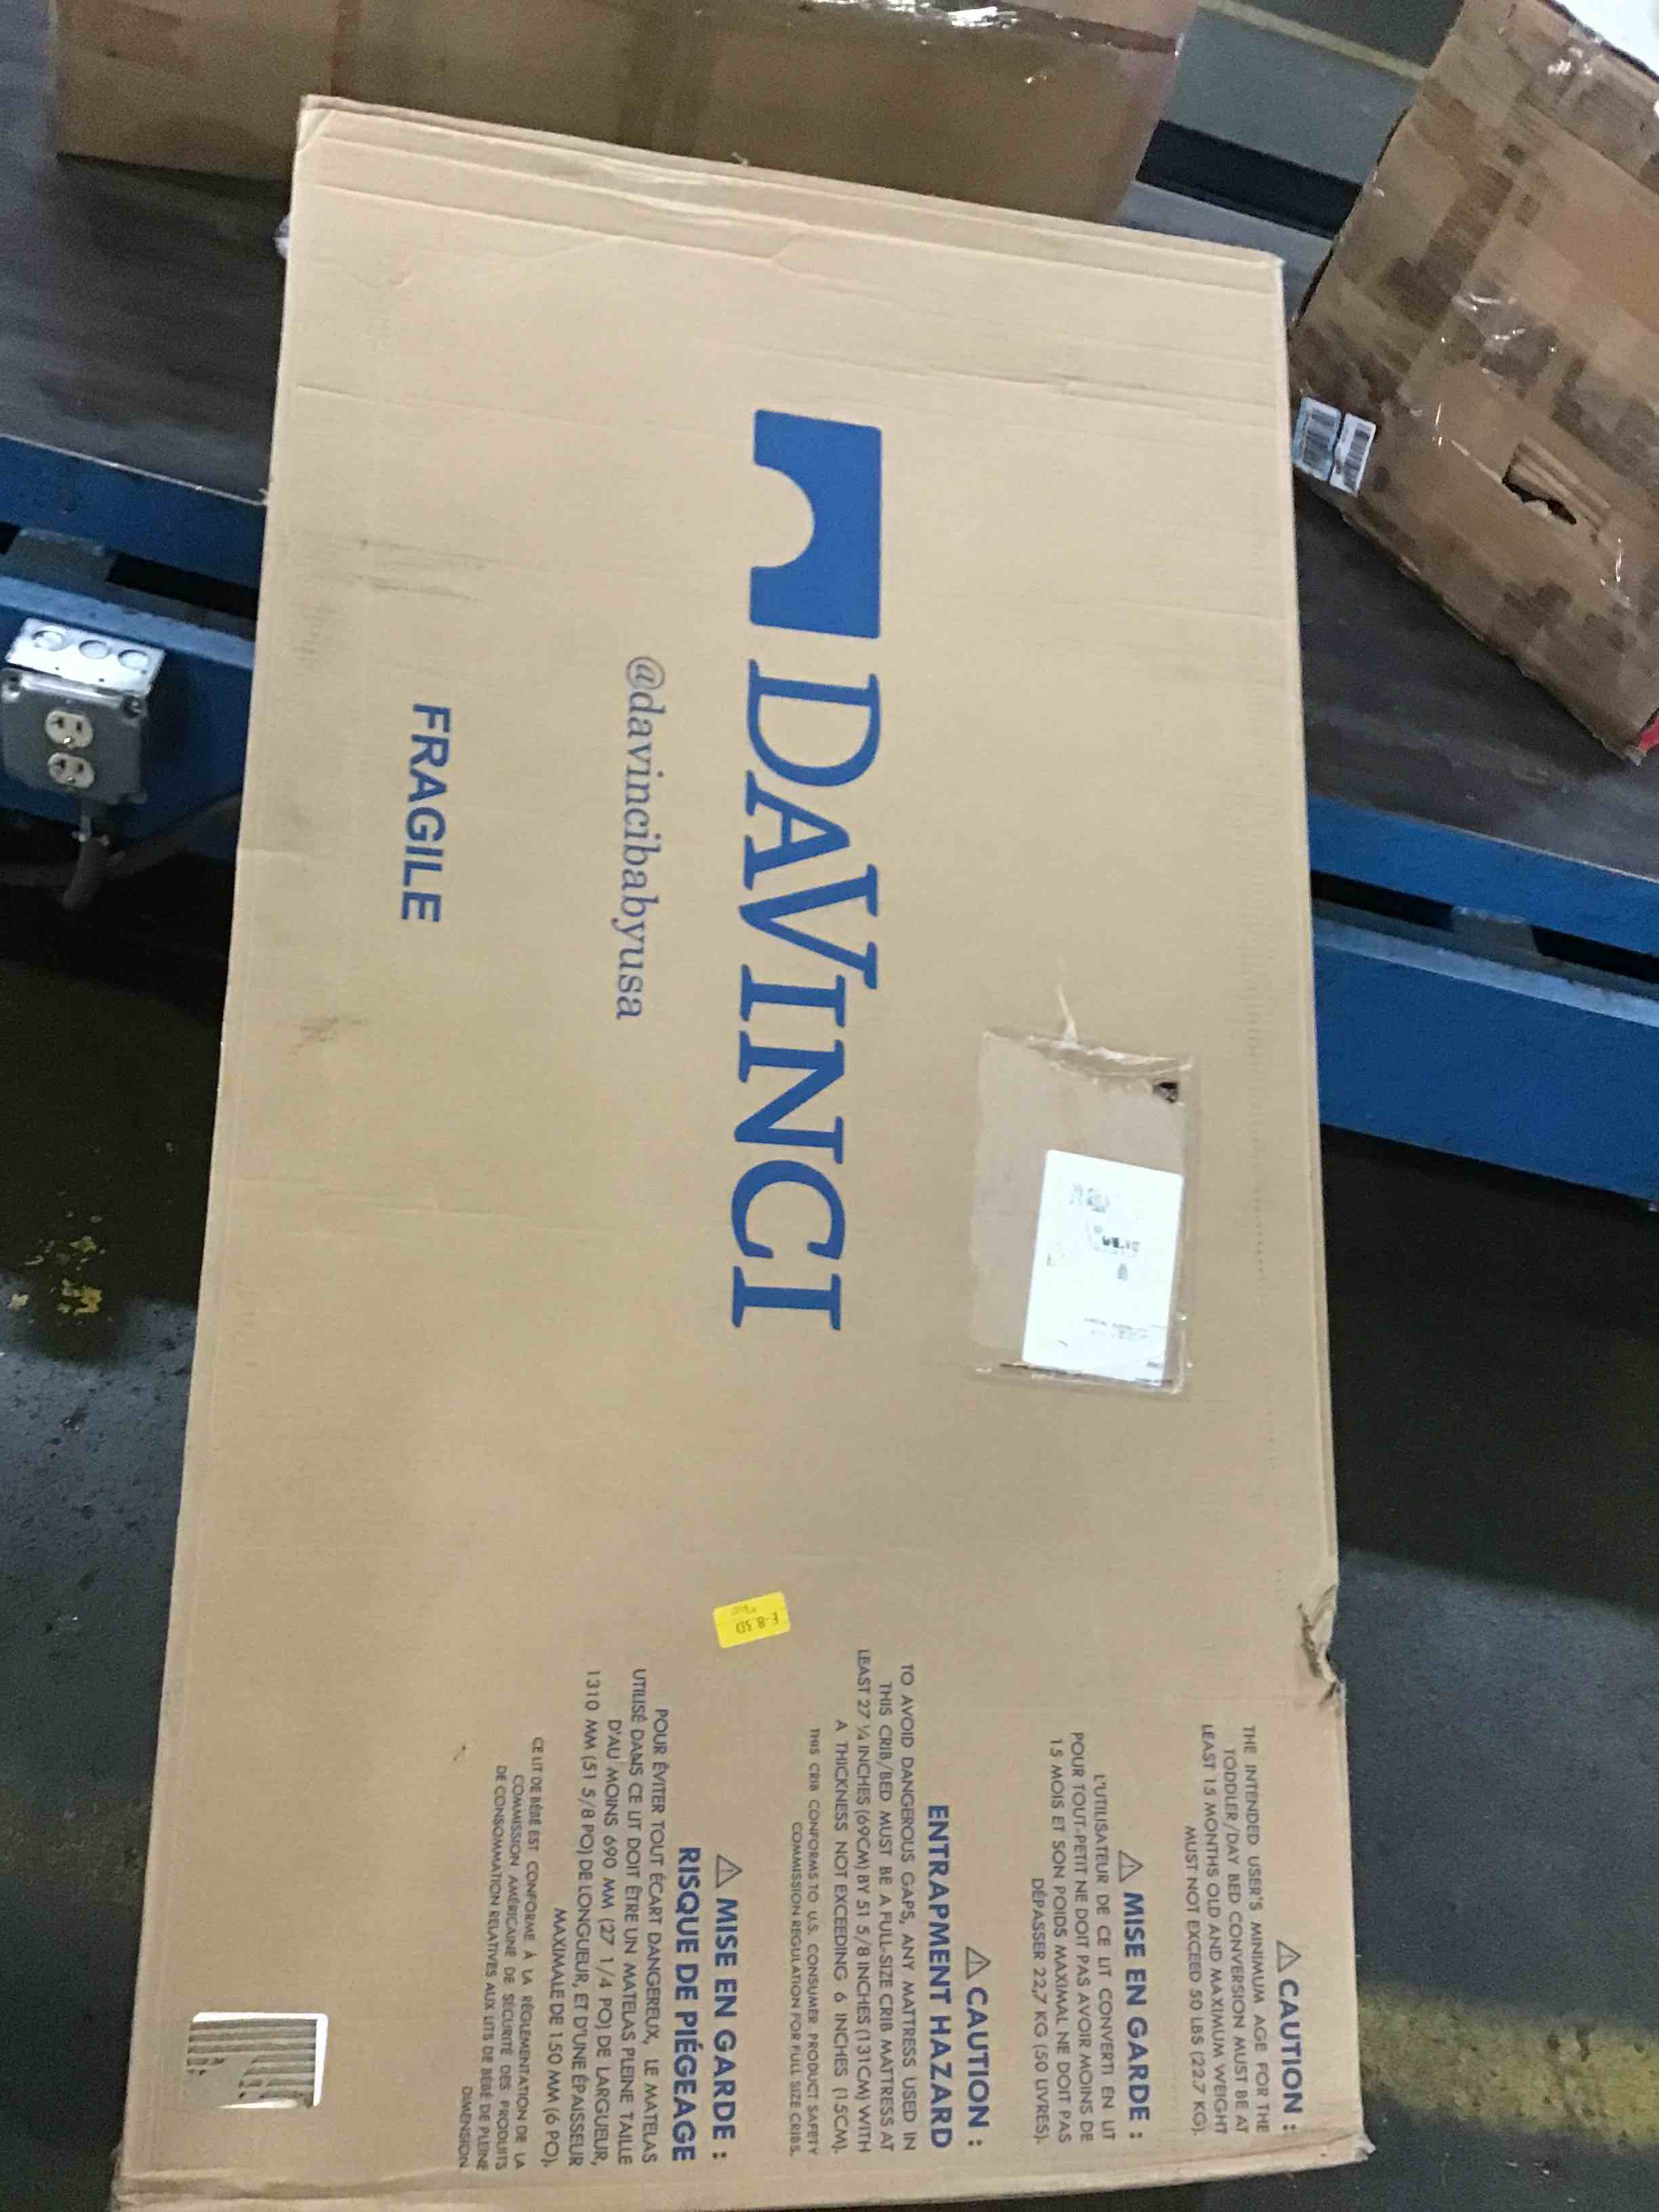 DAVINCI
@davincibabyusa
FRAGILE
⚠ CAUTION :
THE INTENDED USER'S MINIMUM AGE FOR THE
TODDLER/DAY BED CONVERSION MUST BE AT
LEAST 15 MONTHS OLD AND MAXIMUM WEIGHT
MUST NOT EXCEED 50 LBS (22.7 KG).
⚠ MISE EN GARDE :
L'UTILISATEUR DE CE LIT CONVERTI EN LIT
POUR TOUT-PETIT NE DOIT PAS AVOIR MOINS DE
15 MOIS ET SON POIDS MAXIMAL NE DOIT PAS
DÉPASSER 22,7 KG (50 LIVRES).
⚠ CAUTION :
ENTRAPMENT HAZARD
TO AVOID DANGEROUS GAPS, ANY MATTRESS USED IN
THIS CRIB/BED MUST BE A FULL-SIZE CRIB MATTRESS AT
LEAST 27 ¼ INCHES (69CM) BY 51 5/8 INCHES (131CM) WITH
A THICKNESS NOT EXCEEDING 6 INCHES (15CM).
THIS CRIB CONFORMS TO U.S. CONSUMER PRODUCT SAFETY
COMMISSION REGULATION FOR FULL SIZE CRIBS.
⚠ MISE EN GARDE :
RISQUE DE PIÉGEAGE
POUR ÉVITER TOUT ÉCART DANGEREUX, LE MATELAS
UTILISÉ DANS CE LIT DOIT ÊTRE UN MATELAS PLEINE TAILLE
D'AU MOINS 690 MM (27 1/4 PO) DE LARGUEUR,
1310 MM (51 5/8 PO) DE LONGUEUR, ET D'UNE ÉPAISSEUR
MAXIMALE DE 150 MM (6 PO).
CE LIT DE BÉBÉ EST CONFORME À LA RÉGLEMENTATION DE LA
COMMISSION AMÉRICAINE DE SÉCURITÉ DES PRODUITS
DE CONSOMMATION RELATIVES AUX LITS DE BÉBÉ DE PLEINE
DIMENSION